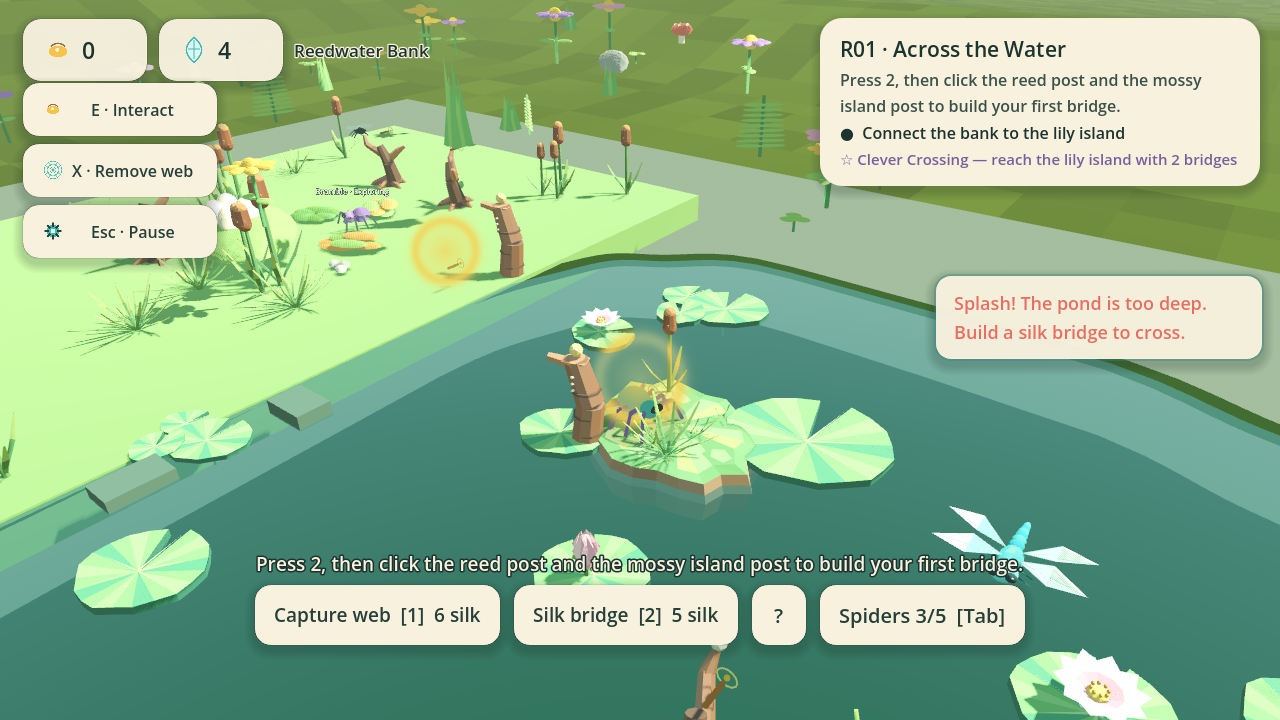 0
4
Reedwater Bank
E · Interact
X · Remove web
Esc · Pause
R01 · Across the Water
Press 2, then click the reed post and the mossy
island post to build your first bridge.
Connect the bank to the lily island
☆ Clever Crossing — reach the lily island with 2 bridges
Bramble · Exploring
Splash! The pond is too deep.
Build a silk bridge to cross.
Press 2, then click the reed post and the mossy island post to build your first bridge.
Capture web [1] 6 silk
Silk bridge [2] 5 silk
?
Spiders 3/5 [Tab]